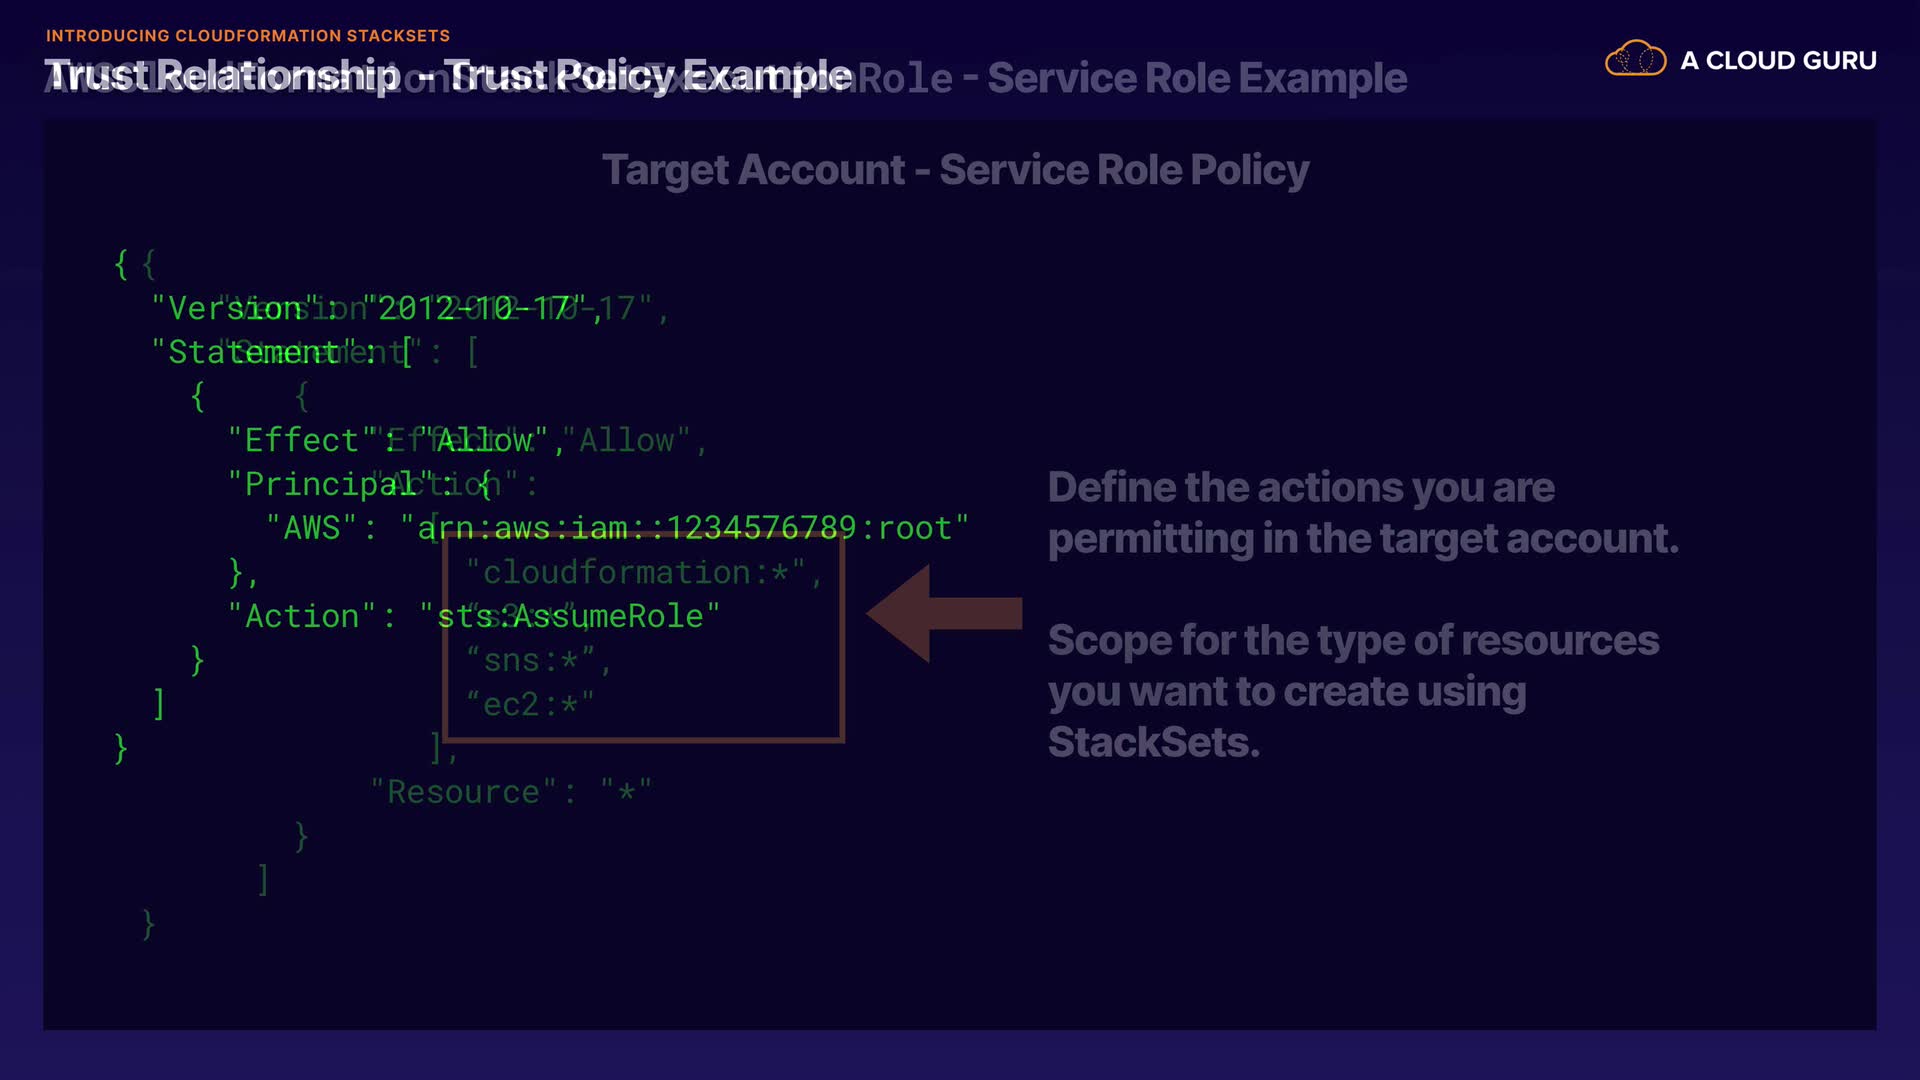 INTRODUCING CLOUDFORMATION STACKSETS
Trust Relationship - Trust Policy Example
AWSCloudFormationStackSetExecutionRole - Service Role Example
A CLOUD GURU
Target Account - Service Role Policy
{
"Version": "2012-10-17",
"Statement": [
{
"Effect": "Allow",
"Principal": {
"AWS": "arn:aws:iam::1234576789:root"
},
"Action": "sts:AssumeRole"
}
]
}
{
"Version": "2012-10-17",
"Statement": [
{
"Effect": "Allow",
"Action":
[
"cloudformation:*",
“s3:*”,
“sns:*”,
“ec2:*"
],
"Resource": "*"
}
]
}
Define the actions you are
permitting in the target account.
Scope for the type of resources
you want to create using
StackSets.